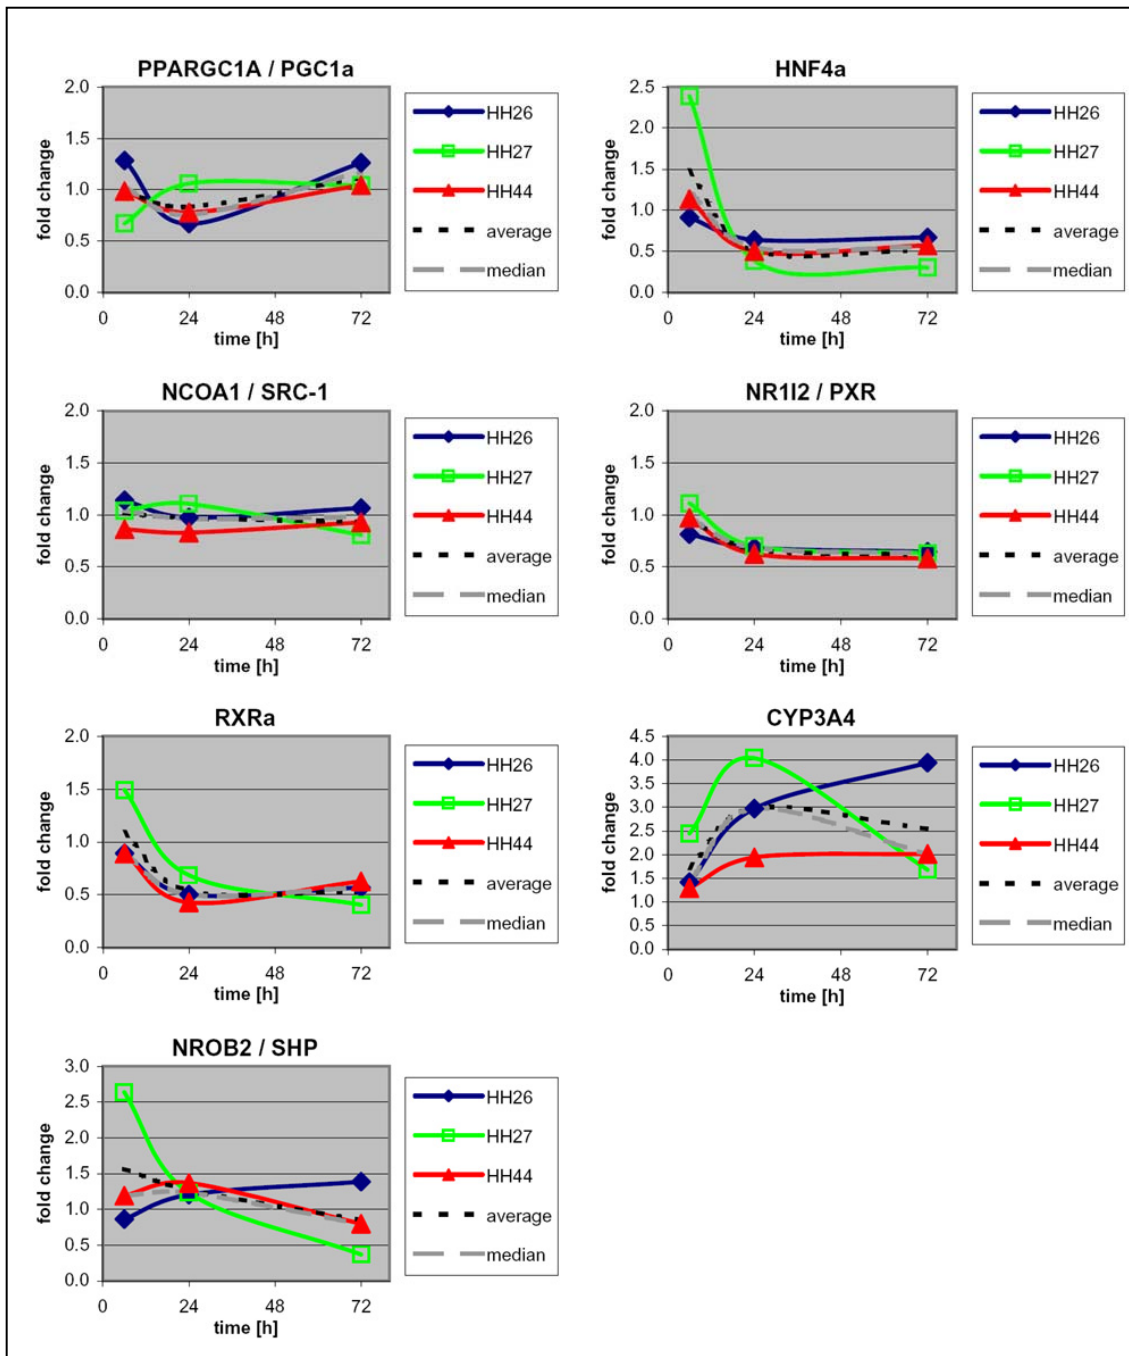 PPARGC1A / PGC1a
fold change
2.0
1.5
1.0
0.5
0.0
0 24 48 72
time [h]
HH26
HH27
HH44
average
median
HNF4a
fold change
2.5
2.0
1.5
1.0
0.5
0.0
0 24 48 72
time [h]
HH26
HH27
HH44
average
median
NCOA1 / SRC-1
fold change
2.0
1.5
1.0
0.5
0.0
0 24 48 72
time [h]
HH26
HH27
HH44
average
median
NR1I2 / PXR
fold change
2.0
1.5
1.0
0.5
0.0
0 24 48 72
time [h]
HH26
HH27
HH44
average
median
RXRa
fold change
2.0
1.5
1.0
0.5
0.0
0 24 48 72
time [h]
HH26
HH27
HH44
average
median
CYP3A4
fold change
4.5
4.0
3.5
3.0
2.5
2.0
1.5
1.0
0.5
0.0
0 24 48 72
time [h]
HH26
HH27
HH44
average
median
NROB2 / SHP
fold change
3.0
2.5
2.0
1.5
1.0
0.5
0.0
0 24 48 72
time [h]
HH26
HH27
HH44
average
median